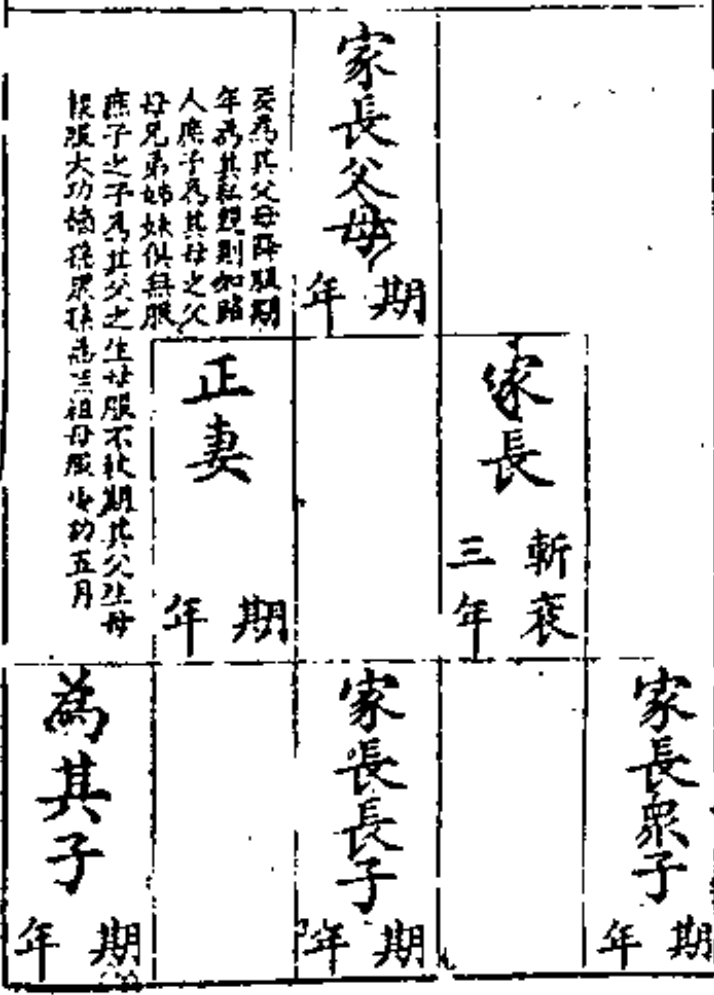 家長父母
期年
妾為其父母降服期
年為其私親則如路
人庶子為其母之父
母兄弟姊妹俱無服
庶子之子為其父之生母服不杖期其父生母
服大功嫡孫眾孫為庶祖母服小功五月
家長
斬衰
三年
正妻
期年
家長眾子
期年
家長長子
期年
為其子
期年